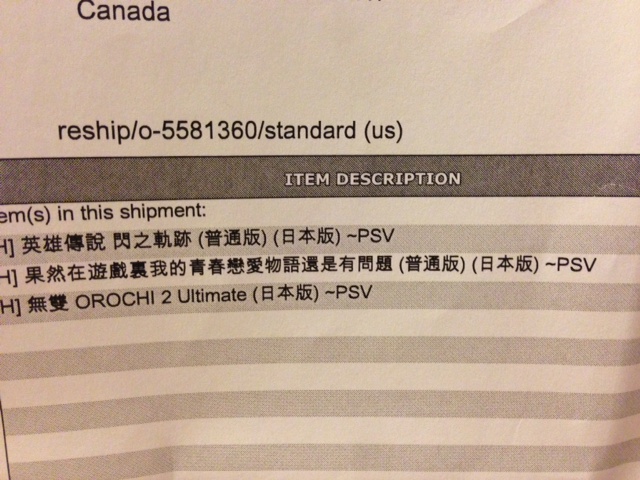 Canada
reship/o-5581360/standard (us)
ITEM DESCRIPTION
em(s) in this shipment:
H] 英雄傳說 閃之軌跡 (普通版) (日本版) ~PSV
H] 果然在遊戲裏我的青春戀愛物語還是有問題 (普通版) (日本版) ~PSV
H] 無雙 OROCHI 2 Ultimate (日本版) ~PSV